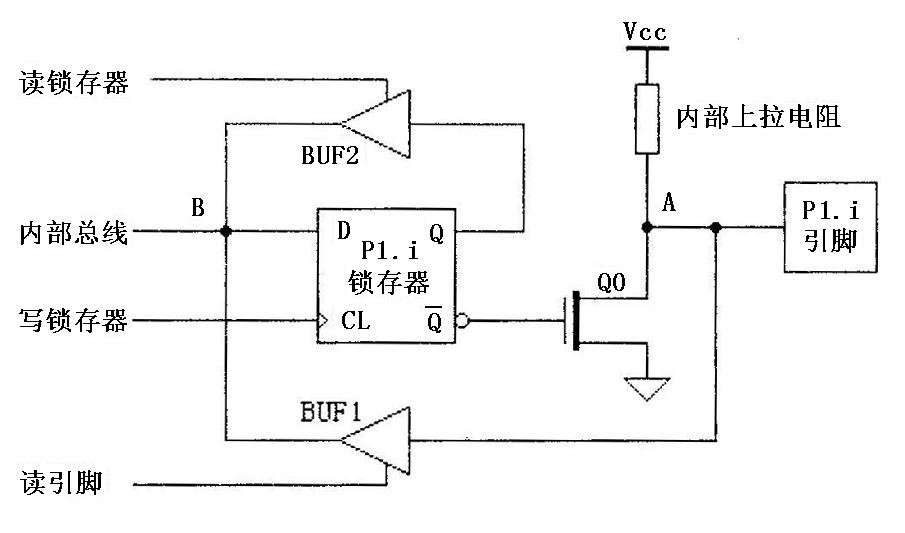 Vcc
读锁存器
内部上拉电阻
BUF2
B
A
内部总线
D
Q
P1.i
锁存器
P1.i
引脚
Q0
写锁存器
CL
Q̅
BUF1
读引脚